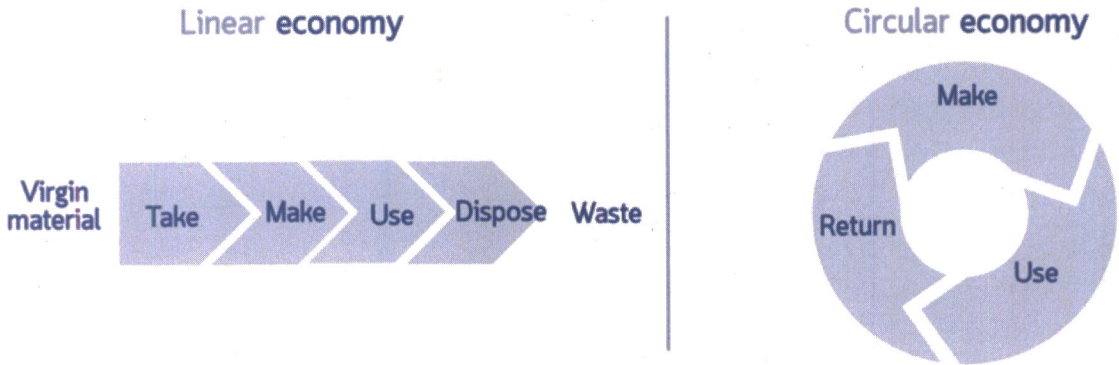 Linear economy
Virgin
material
Take
Make
Use
Dispose
Waste
Circular economy
Make
Use
Return